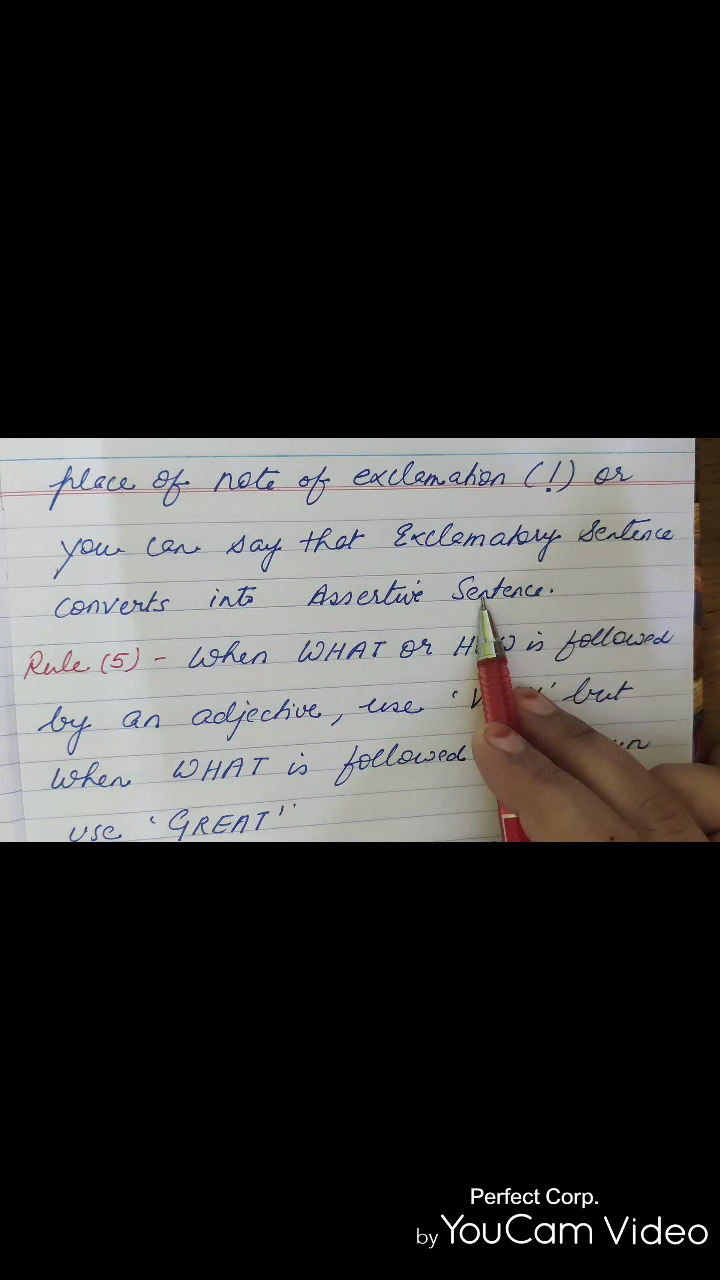 place of note of exclamation (!) or
you can say that Exclamatory Sentence
converts into Assertive Sentence.
Rule (5) - When WHAT or HOW is followed
by an adjective, use ' but
When WHAT is followed
use 'GREAT'
Perfect Corp.
by YouCam Video